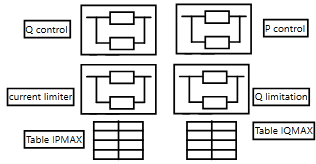 Q control
P control
current limiter
Q limitation
Table IPMAX
Table IQMAX